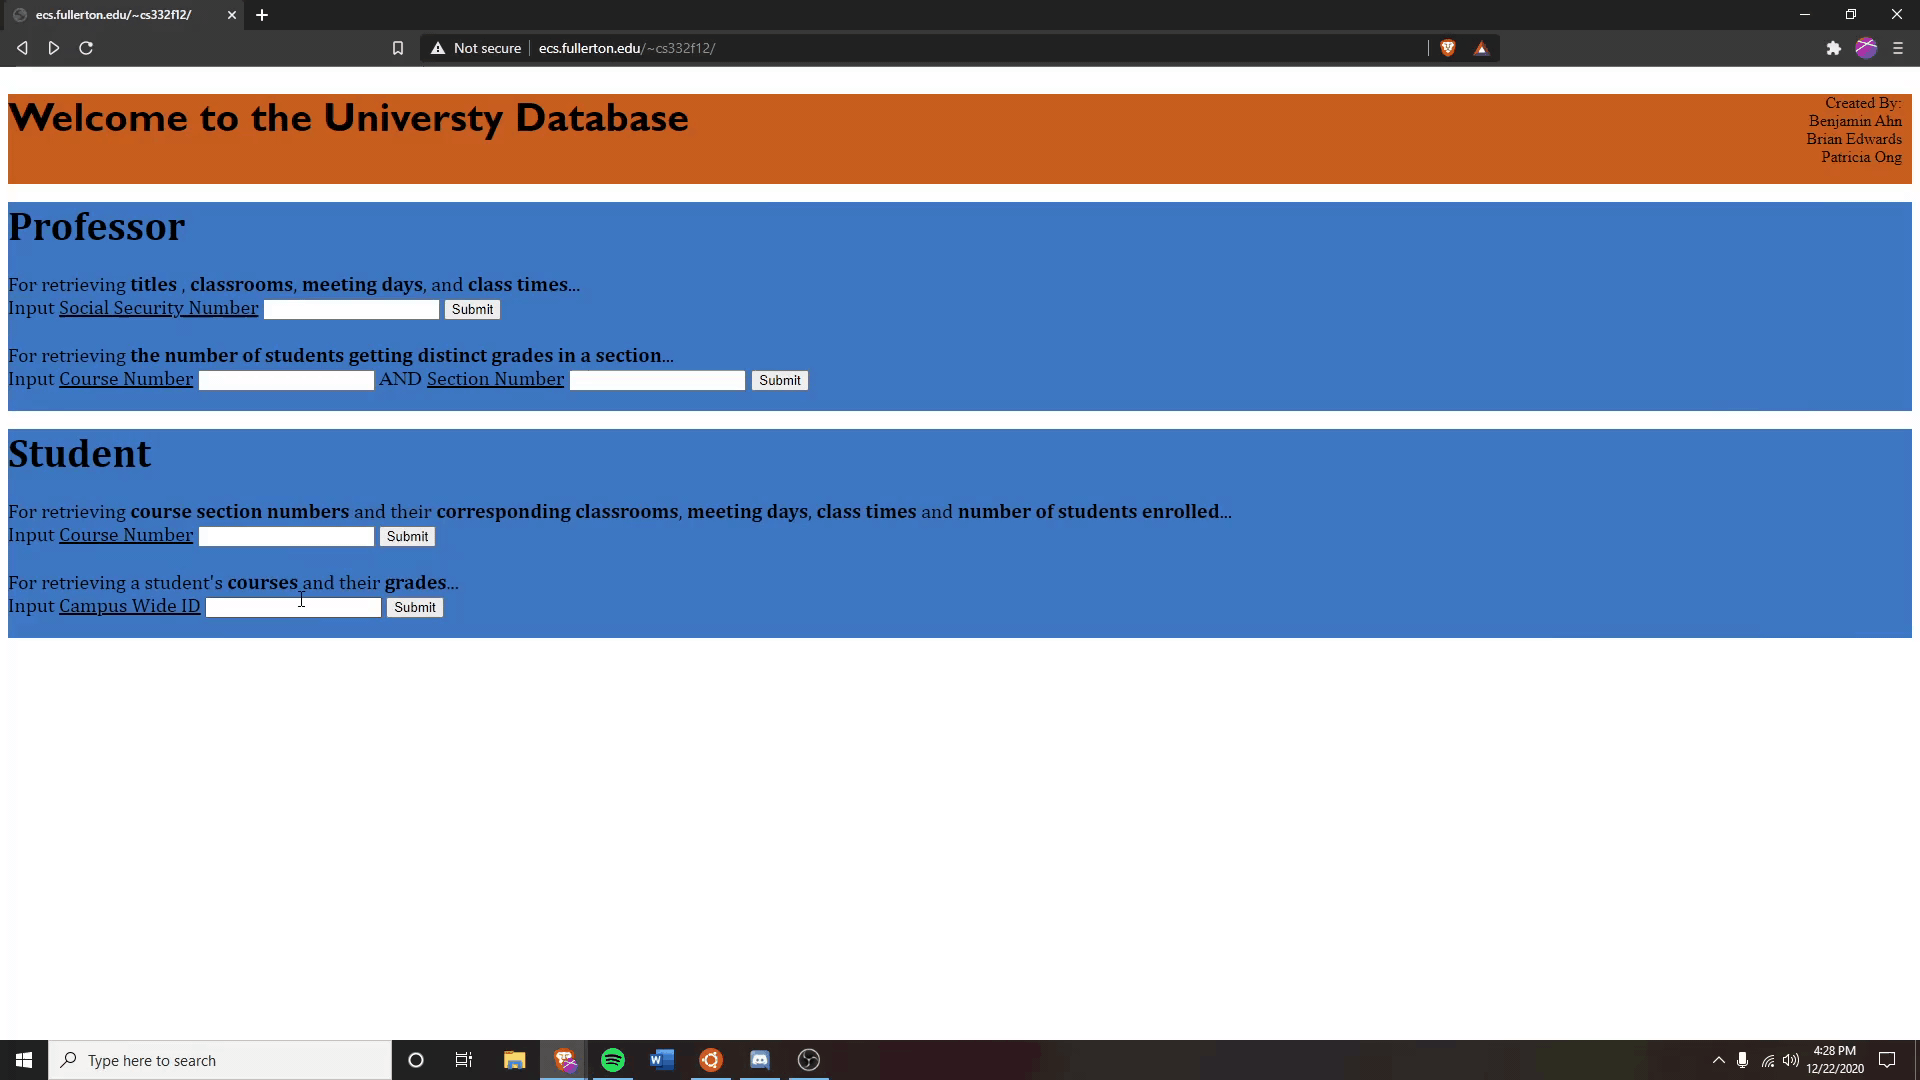 ecs.fullerton.edu/~cs332f12/
Not secure
ecs.fullerton.edu/~cs332f12/
Welcome to the Universty Database
Created By:
Benjamin Ahn
Brian Edwards
Patricia Ong
Professor
For retrieving titles , classrooms, meeting days, and class times...
Input Social Security Number Submit
For retrieving the number of students getting distinct grades in a section...
Input Course Number AND Section Number Submit
Student
For retrieving course section numbers and their corresponding classrooms, meeting days, class times and number of students enrolled...
Input Course Number Submit
For retrieving a student's courses and their grades...
Input Campus Wide ID Submit
Type here to search
4:28 PM
12/22/2020